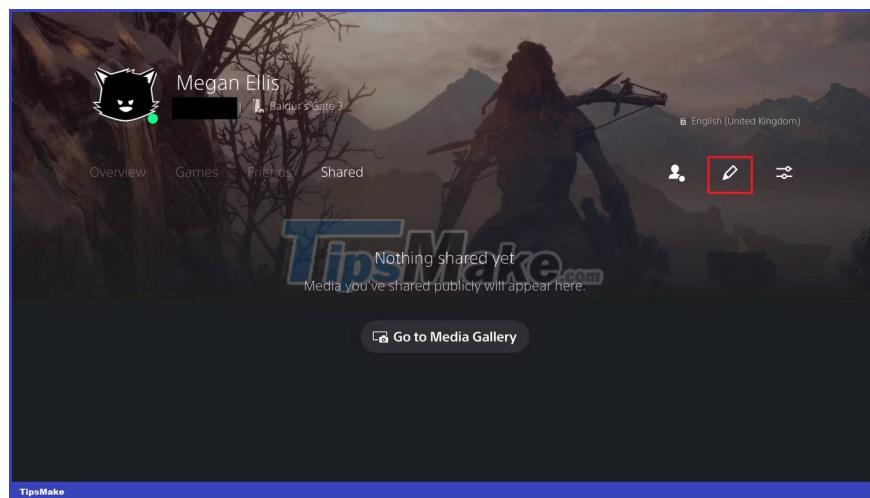 Megan Ellis
Baldur's Gate 3
English (United Kingdom)
Overview Games Friends Shared
TipsMake.com
Nothing shared yet
Media you've shared publicly will appear here.
Go to Media Gallery
TipsMake